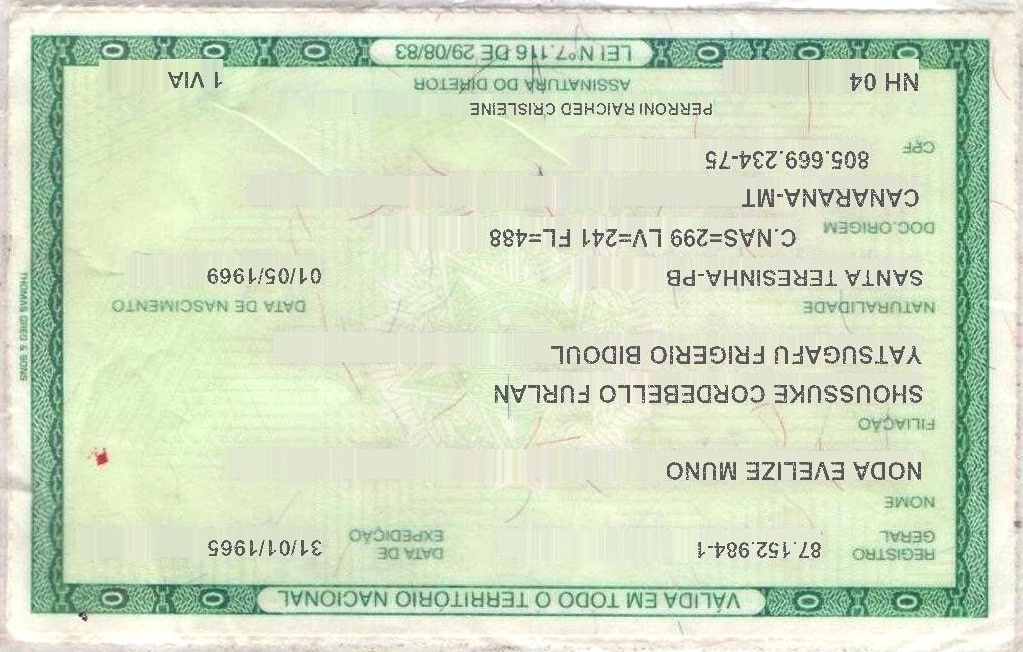 VÁLIDA EM TODO O TERRITÓRIO NACIONAL
REGISTRO GERAL 87.152.984-1 DATA DE EXPEDIÇÃO 31/01/1965
NOME
NODA EVELIZE MUNO
FILIAÇÃO
SHOUSSUKE CORDEBELLO FURLAN
YATSUGAFU FRIGERIO BIDOUL
NATURALIDADE DATA DE NASCIMENTO
SANTA TERESINHA-PB 01/05/1969
DOC.ORIGEM C.NAS=299 LV=241 FL=488
CANARANA-MT
CPF 805.669.234-75
PERRONI RAICHED CRISLEINE
NH 04 ASSINATURA DO DIRETOR 1 VIA
LEI Nº 7.116 DE 29/08/83
THOMAS GREG & SONS